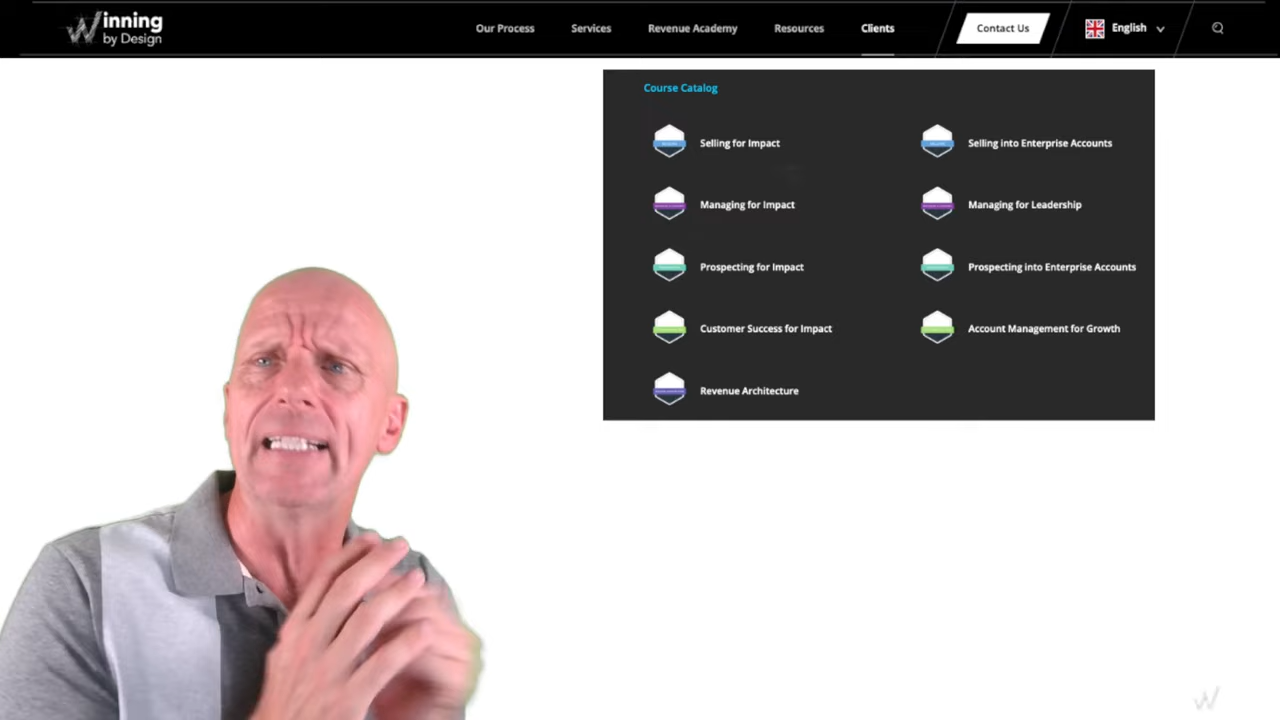 Winning
by Design
Our Process
Services
Revenue Academy
Resources
Clients
Contact Us
English
Course Catalog
Selling for Impact
Selling into Enterprise Accounts
Managing for Impact
Managing for Leadership
Prospecting for Impact
Prospecting into Enterprise Accounts
Customer Success for Impact
Account Management for Growth
Revenue Architecture
W